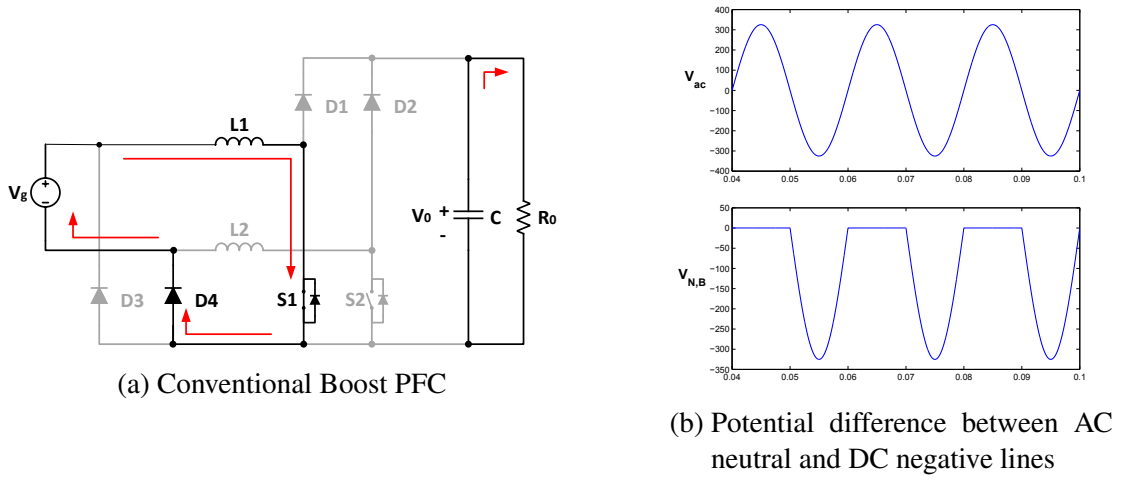 L1
D1
D2
Vg
+
−
L2
V0
+
-
C
R0
D3
D4
S1
S2
(a) Conventional Boost PFC
400
300
200
100
0
−100
−200
−300
−400
Vac
0.04 0.05 0.06 0.07 0.08 0.09 0.1
0
−50
−100
−150
−200
−250
−300
−350
VN,B
0.04 0.05 0.06 0.07 0.08 0.09 0.1
(b) Potential difference between AC
neutral and DC negative lines